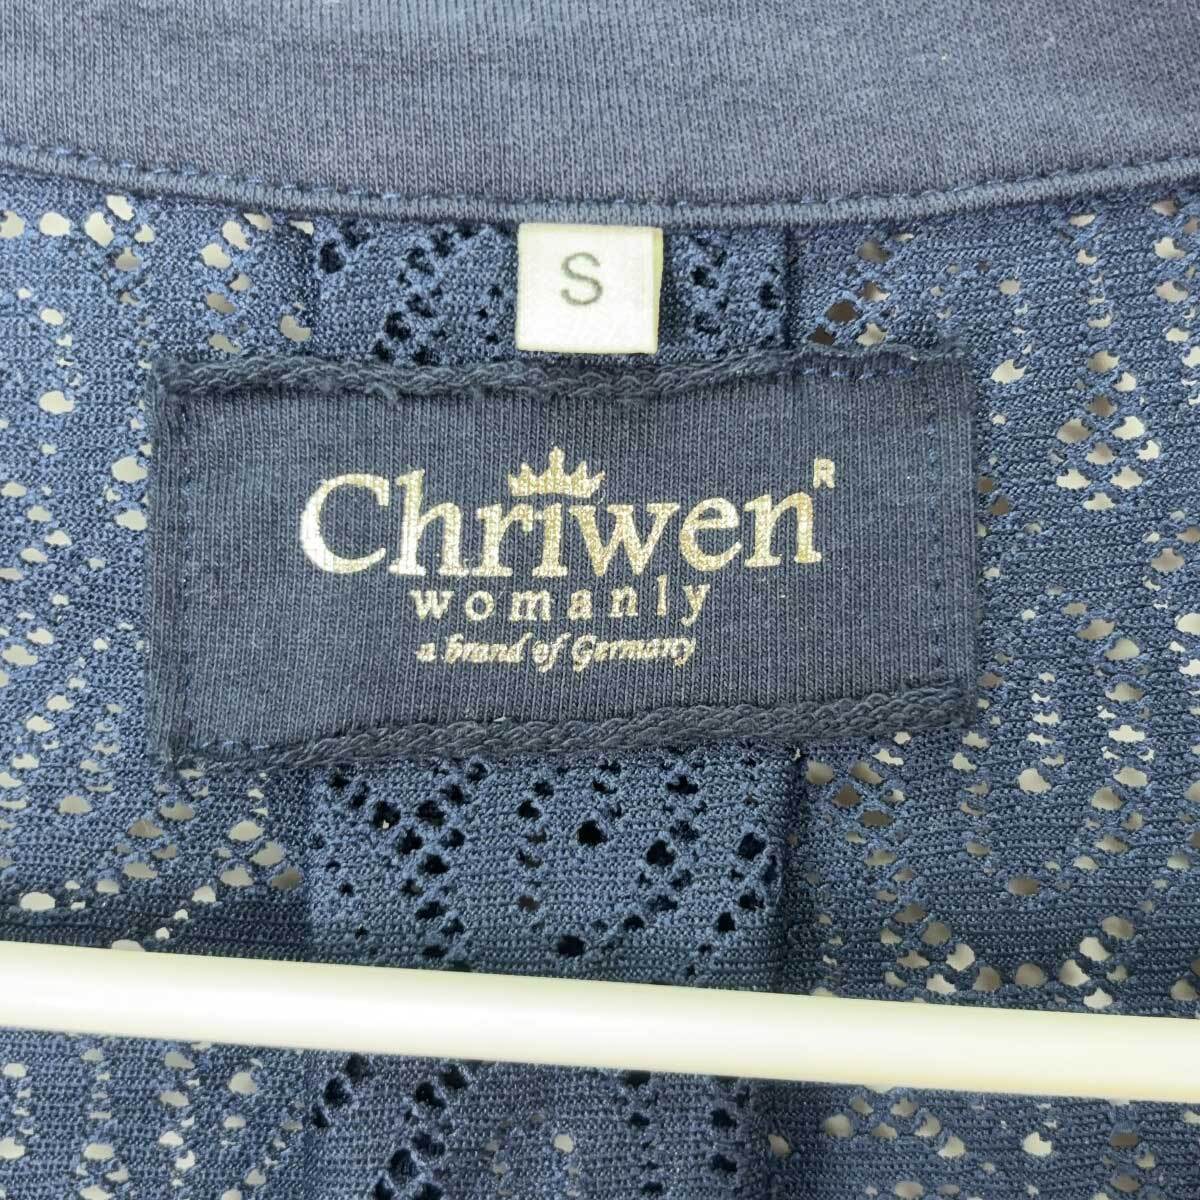 S
Chriwen R
womanly
a brand of Germany